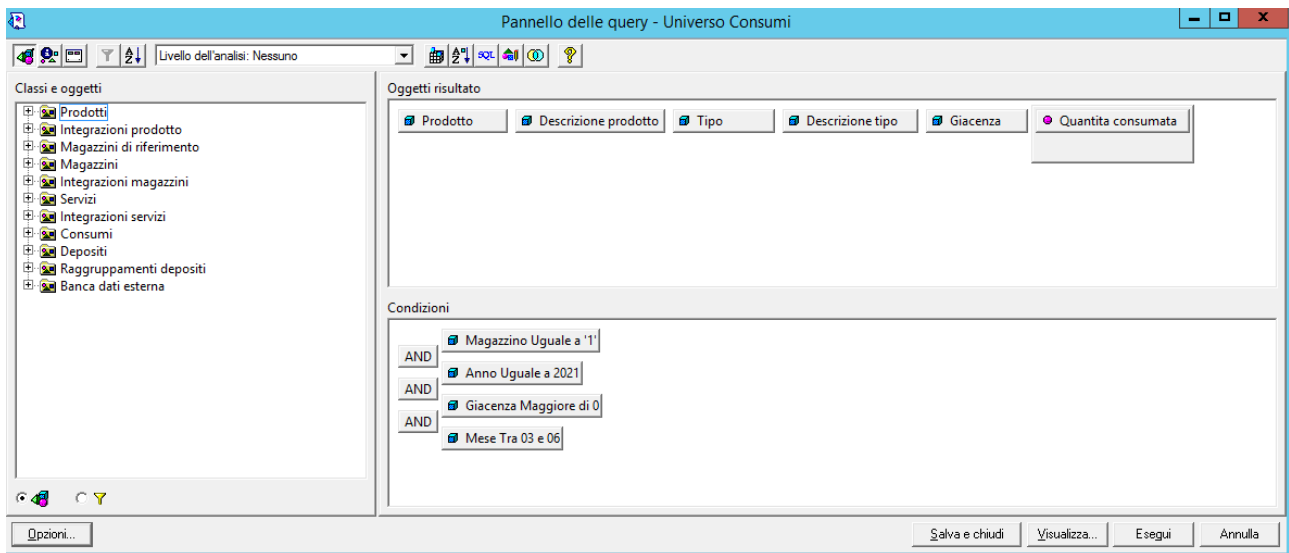 Pannello delle query - Universo Consumi
Livello dell'analisi: Nessuno
SQL
Classi e oggetti
Prodotti
Integrazioni prodotto
Magazzini di riferimento
Magazzini
Integrazioni magazzini
Servizi
Integrazioni servizi
Consumi
Depositi
Raggruppamenti depositi
Banca dati esterna
Oggetti risultato
Prodotto Descrizione prodotto Tipo Descrizione tipo Giacenza Quantita consumata
Condizioni
Magazzino Uguale a '1'
AND
Anno Uguale a 2021
AND
Giacenza Maggiore di 0
AND
Mese Tra 03 e 06
Opzioni... Salva e chiudi Visualizza... Esegui Annulla